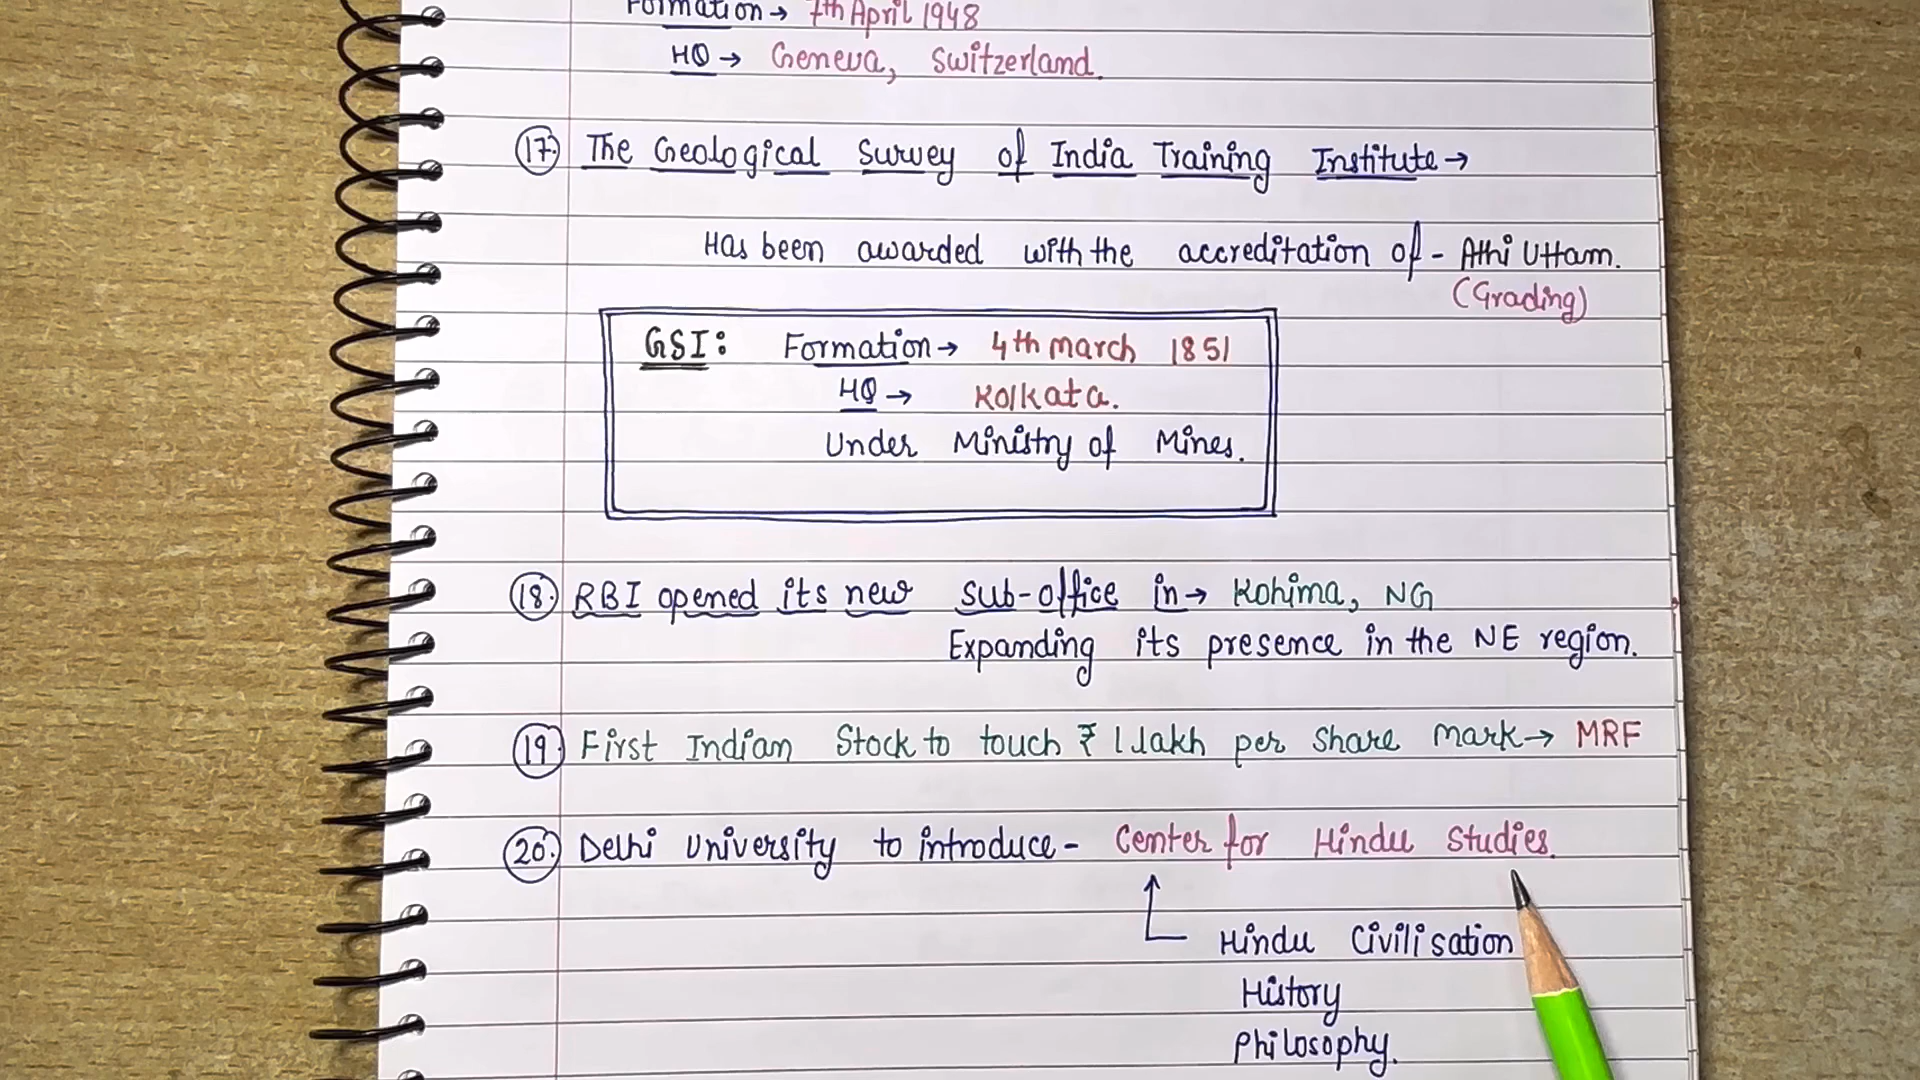 Formation → 7th April 1948
HQ → Geneva, Switzerland.
17. The Geological Survey of India Training Institute →
Has been awarded with the accreditation of - Athi Uttam.
(Grading)
GSI: Formation → 4th march 1851
HQ → Kolkata.
Under Ministry of Mines.
18. RBI opened its new sub-office in → Kohima, NG
Expanding its presence in the NE region.
19. First Indian Stock to touch ₹ 1 lakh per share mark → MRF
20. Delhi University to introduce - Center for Hindu Studies.
Hindu Civilisation
History
Philosophy.